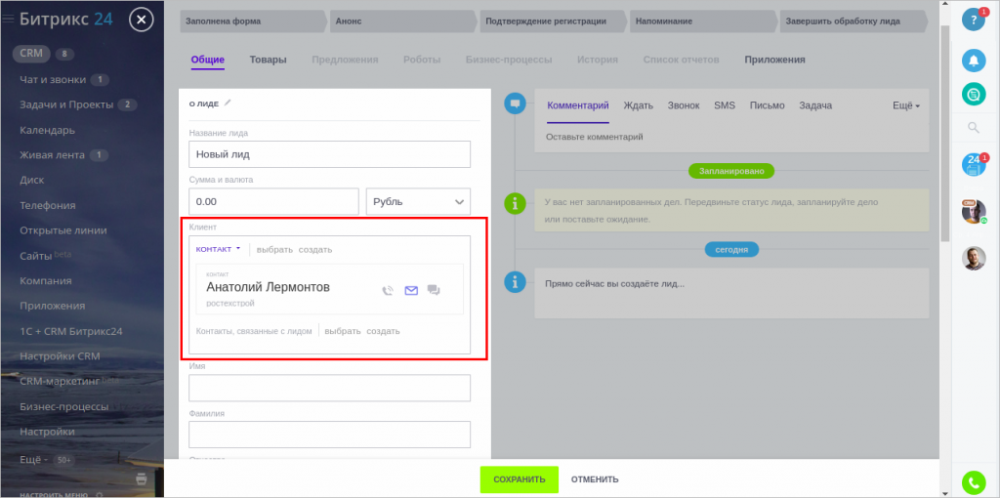 Битрикс 24
CRM 8
Чат и звонки 1
Задачи и Проекты 2
Календарь
Живая лента 1
Диск
Телефония
Открытые линии
Сайты beta
Компания
Приложения
1С + CRM Битрикс24
Настройки CRM
CRM-маркетинг beta
Бизнес-процессы
Настройки
Ещё - 50+
НАСТРОИТЬ МЕНЮ
Заполнена форма
Анонс
Подтверждение регистрации
Напоминание
Завершить обработку лида
Общие
Товары
Предложения
Роботы
Бизнес-процессы
История
Список отчетов
Приложения
О ЛИДЕ
Название лида
Новый лид
Сумма и валюта
0.00
Рубль
Клиент
КОНТАКТ
выбрать создать
контакт
Анатолий Лермонтов
ростехстрой
Контакты, связанные с лидом
выбрать создать
Имя
Фамилия
Комментарий
Ждать
Звонок
SMS
Письмо
Задача
Ещё
Оставьте комментарий
Запланировано
У вас нет запланированных дел. Передвиньте статус лида, запланируйте дело
или поставьте ожидание.
сегодня
Прямо сейчас вы создаёте лид...
СОХРАНИТЬ
ОТМЕНИТЬ
? 1
24 1
CRM